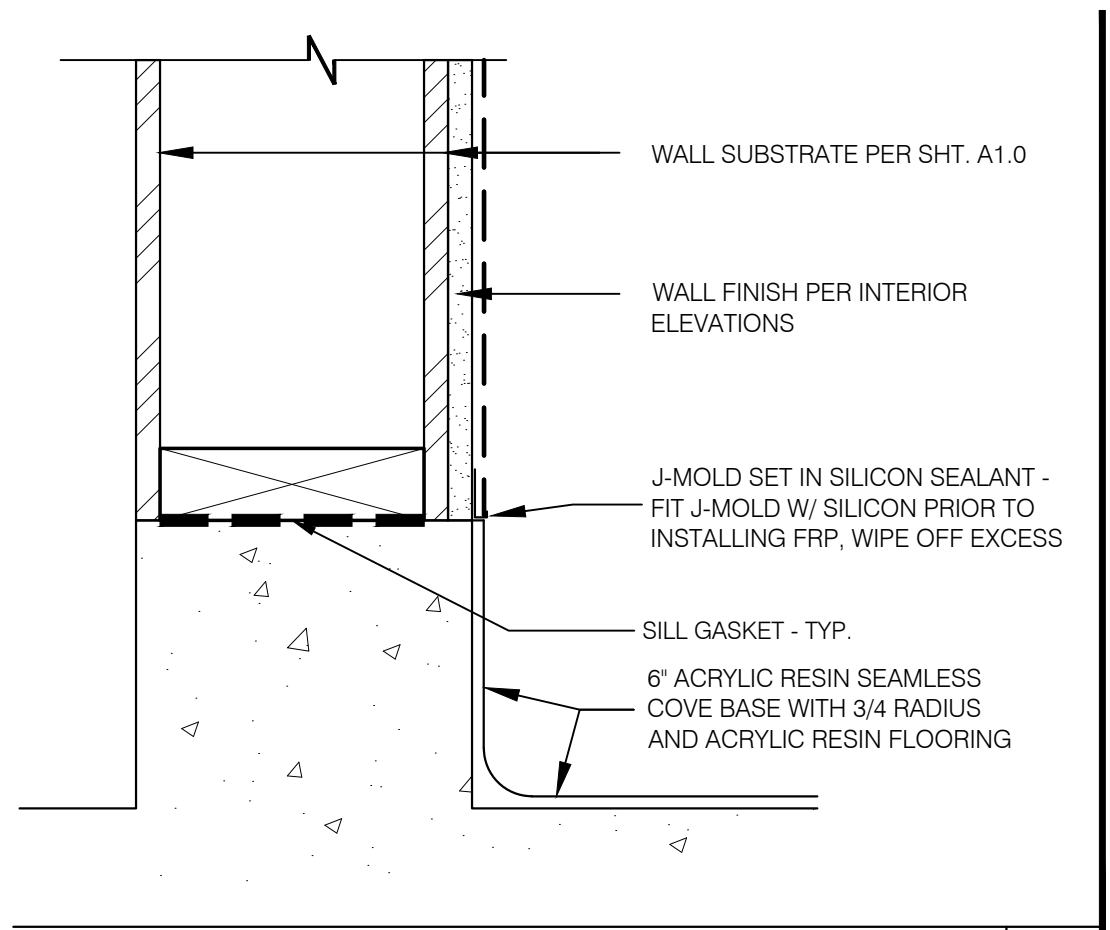 WALL SUBSTRATE PER SHT. A1.0
WALL FINISH PER INTERIOR
ELEVATIONS
J-MOLD SET IN SILICON SEALANT -
FIT J-MOLD W/ SILICON PRIOR TO
INSTALLING FRP, WIPE OFF EXCESS
SILL GASKET - TYP.
6" ACRYLIC RESIN SEAMLESS
COVE BASE WITH 3/4 RADIUS
AND ACRYLIC RESIN FLOORING